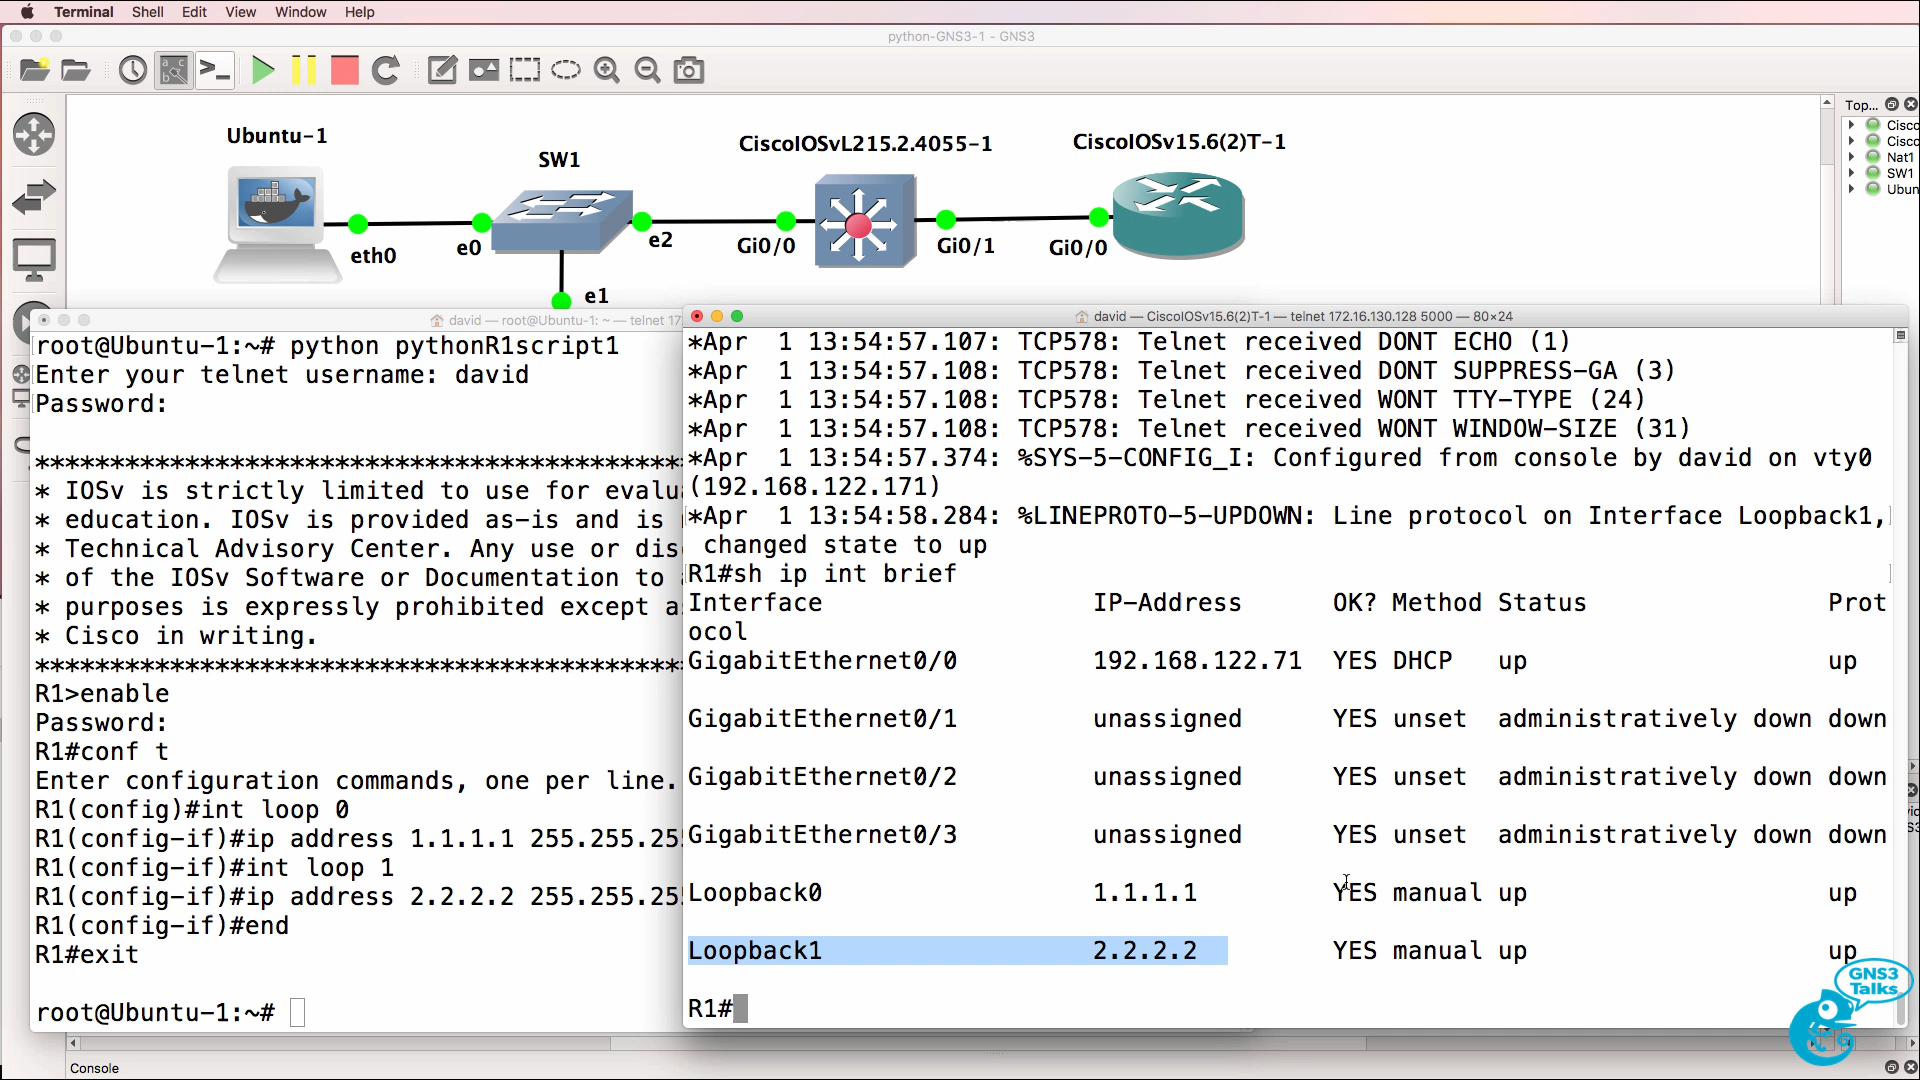 Terminal Shell Edit View Window Help
python-GNS3-1 - GNS3
Top...
Ubuntu-1
SW1
CiscoIOSvL215.2.4055-1
CiscoIOSv15.6(2)T-1
Cisco
Cisco
Nat1
SW1
Ubun
eth0
e0
e2
Gi0/0
Gi0/1
Gi0/0
e1
david — root@Ubuntu-1: ~ — telnet 17
root@Ubuntu-1:~# python pythonR1script1
Enter your telnet username: david
Password:
*********************************************
* IOSv is strictly limited to use for evalu
* education. IOSv is provided as-is and is
* Technical Advisory Center. Any use or dis
* of the IOSv Software or Documentation to
* purposes is expressly prohibited except a
* Cisco in writing.
*********************************************
R1>enable
Password:
R1#conf t
Enter configuration commands, one per line.
R1(config)#int loop 0
R1(config-if)#ip address 1.1.1.1 255.255.25
R1(config-if)#int loop 1
R1(config-if)#ip address 2.2.2.2 255.255.25
R1(config-if)#end
R1#exit
root@Ubuntu-1:~#
david — CiscoIOSv15.6(2)T-1 — telnet 172.16.130.128 5000 — 80×24
*Apr  1 13:54:57.107: TCP578: Telnet received DONT ECHO (1)
*Apr  1 13:54:57.108: TCP578: Telnet received DONT SUPPRESS-GA (3)
*Apr  1 13:54:57.108: TCP578: Telnet received WONT TTY-TYPE (24)
*Apr  1 13:54:57.108: TCP578: Telnet received WONT WINDOW-SIZE (31)
*Apr  1 13:54:57.374: %SYS-5-CONFIG_I: Configured from console by david on vty0
(192.168.122.171)
*Apr  1 13:54:58.284: %LINEPROTO-5-UPDOWN: Line protocol on Interface Loopback1,
changed state to up
R1#sh ip int brief
Interface IP-Address OK? Method Status Prot
ocol
GigabitEthernet0/0 192.168.122.71 YES DHCP up up
GigabitEthernet0/1 unassigned YES unset administratively down down
GigabitEthernet0/2 unassigned YES unset administratively down down
GigabitEthernet0/3 unassigned YES unset administratively down down
Loopback0 1.1.1.1 YES manual up up
Loopback1 2.2.2.2 YES manual up up
R1#
GNS3
Talks
Console